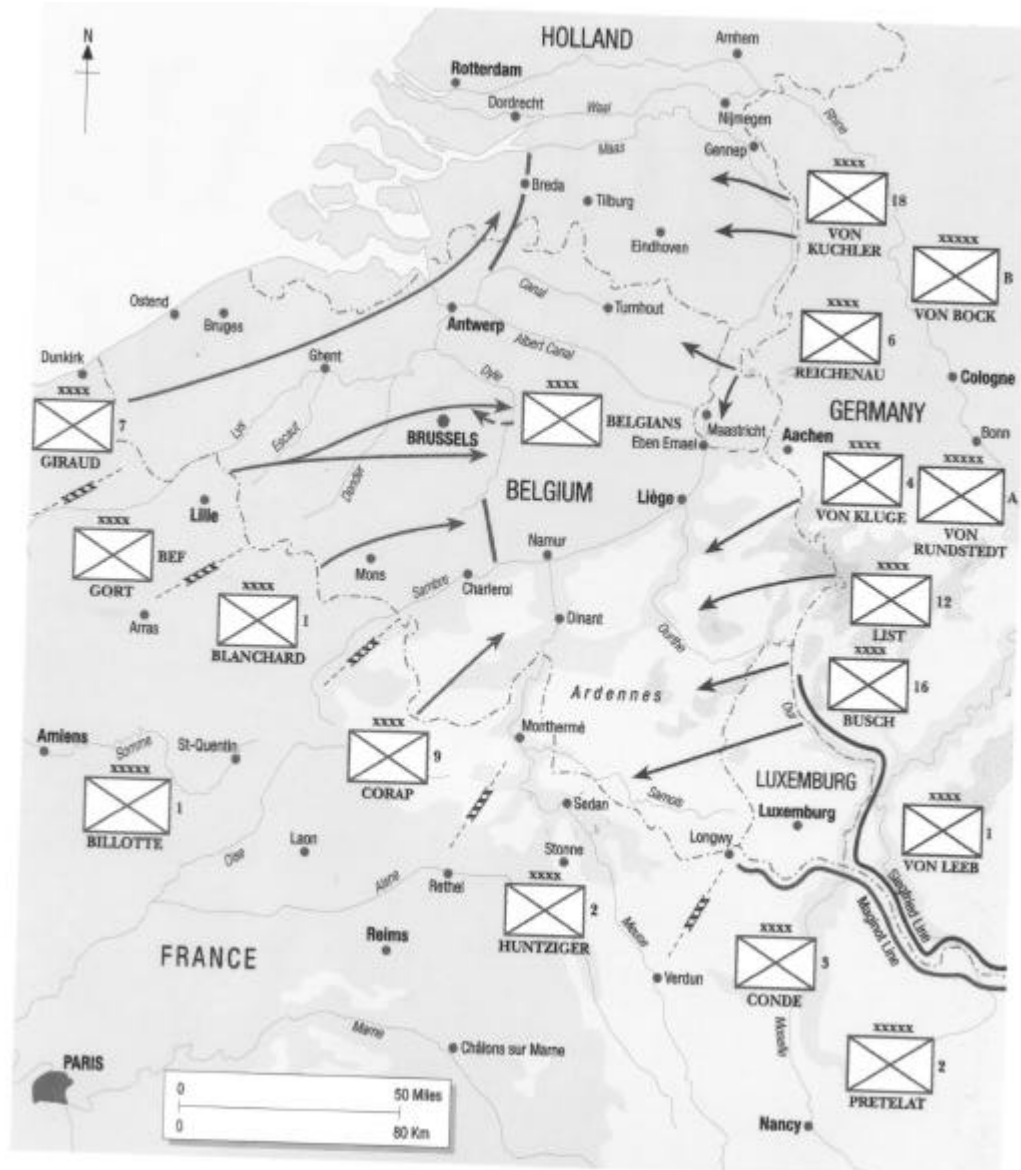 N
HOLLAND
Arnhem
Rotterdam
Dordrecht
Waal
Nijmegen
Rhine
Maas
Gennep
Breda
Tilburg
Eindhoven
XXXX
18
VON
KUCHLER
XXXXX
B
VON BOCK
Ostend
Bruges
Canal
Turnhout
Antwerp
Albert Canal
XXXX
6
REICHENAU
Cologne
Dunkirk
Ghent
Dyle
XXXX
7
GIRAUD
XXXX
Lys
Escaut
Dender
BRUSSELS
XXXX
BELGIANS
Maastricht
Eben Emael
GERMANY
Aachen
Bonn
XXXX
4
VON KLUGE
XXXXX
A
VON
RUNDSTEDT
Lille
BELGIUM
Liège
XXXX
BEF
GORT
XXXX
Namur
Mons
Sambre
Charleroi
Arras
XXXX
1
BLANCHARD
XXXX
Dinant
Ourthe
XXXX
12
LIST
Ardennes
XXXX
16
BUSCH
Our
Amiens
Somme
St-Quentin
Monthermé
XXXX
9
CORAP
XXXX
XXXXX
1
BILLOTTE
Sedan
Samois
LUXEMBURG
Luxemburg
XXXX
1
VON LEEB
Oise
Laon
Stonne
Longwy
Aisne
Rethel
XXXX
2
HUNTZIGER
Meuse
XXXX
Siegfried Line
Maginot Line
FRANCE
Reims
Verdun
XXXX
3
CONDE
Moselle
Marne
Châlons sur Marne
XXXXX
2
PRETELAT
PARIS
0
50 Miles
0
80 Km
Nancy